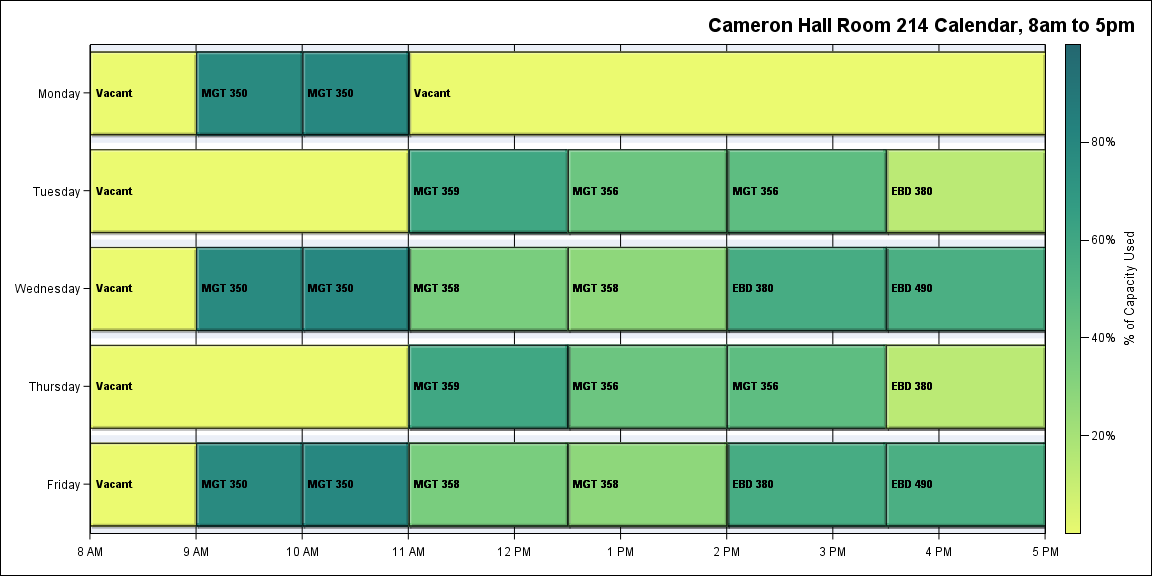 Cameron Hall Room 214 Calendar, 8am to 5pm
Monday
Vacant
MGT 350
MGT 350
Vacant
Tuesday
Vacant
MGT 359
MGT 356
MGT 356
EBD 380
Wednesday
Vacant
MGT 350
MGT 350
MGT 358
MGT 358
EBD 380
EBD 490
Thursday
Vacant
MGT 359
MGT 356
MGT 356
EBD 380
Friday
Vacant
MGT 350
MGT 350
MGT 358
MGT 358
EBD 380
EBD 490
8 AM
9 AM
10 AM
11 AM
12 PM
1 PM
2 PM
3 PM
4 PM
5 PM
80%
60%
40%
20%
% of Capacity Used